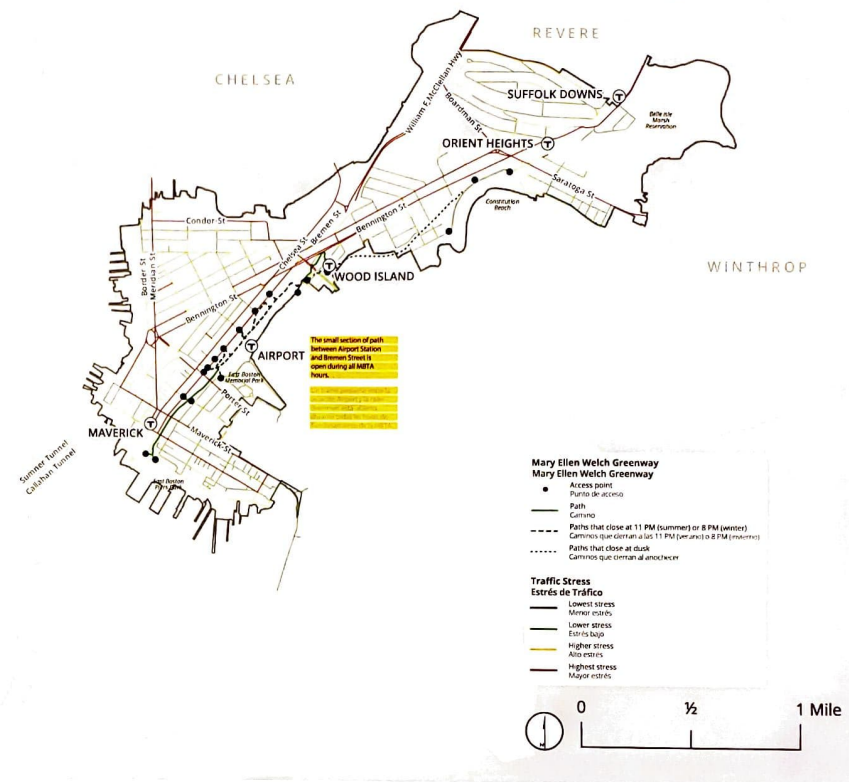 REVERE
CHELSEA
William F. McClellan Hwy
SUFFOLK DOWNS
T
Boardman St
Belle Isle
Marsh
Reservation
ORIENT HEIGHTS
T
Saratoga St
Constitution
Beach
Condor St
Bremen St
Bennington St
Chelsea St
WINTHROP
T
WOOD ISLAND
Border St
Meridian St
Bennington St
T
AIRPORT
The small section of path
between Airport Station
and Bremen Street is
open during all MBTA
hours.
East Boston
Memorial Park
Porter St
T
MAVERICK
Maverick St
Sumner Tunnel
Callahan Tunnel
East Boston
Piers Park
Mary Ellen Welch Greenway
Mary Ellen Welch Greenway
Access point
Punto de acceso
Path
Camino
Paths that close at 11 PM (summer) or 8 PM (winter)
Caminos que cierran a las 11 PM (verano) o 8 PM (invierno)
Paths that close at dusk
Caminos que cierran al anochecer
Traffic Stress
Estrés de Tráfico
Lowest stress
Menor estrés
Lower stress
Estrés bajo
Higher stress
Alto estrés
Highest stress
Mayor estrés
0 ½ 1 Mile